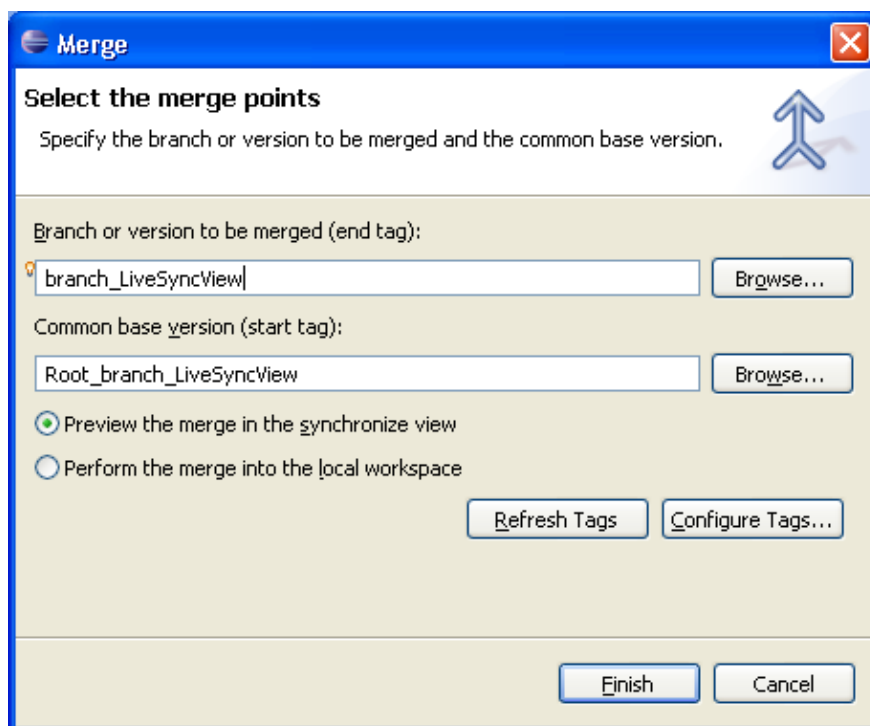 Merge
Select the merge points
Specify the branch or version to be merged and the common base version.
Branch or version to be merged (end tag):
branch_LiveSyncView
Browse...
Common base version (start tag):
Root_branch_LiveSyncView
Browse...
Preview the merge in the synchronize view
Perform the merge into the local workspace
Refresh Tags
Configure Tags...
Finish
Cancel